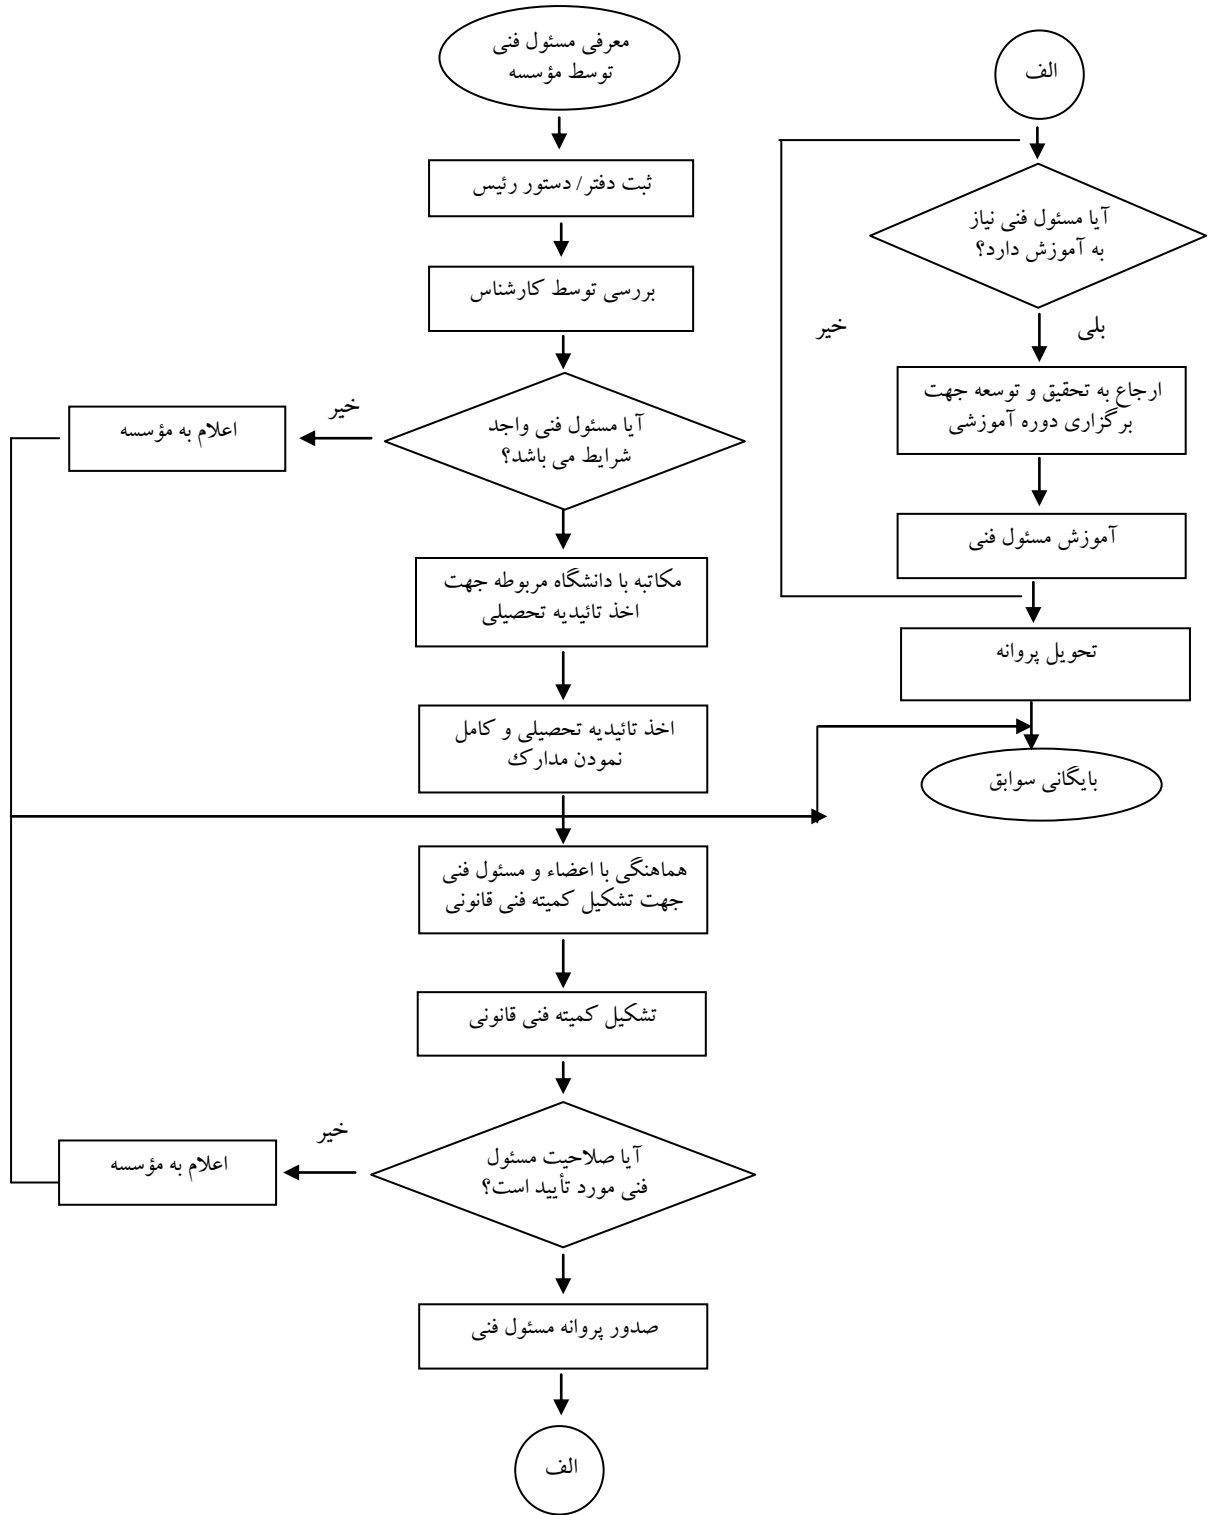 معرفی مسئول فنی
توسط مؤسسه
ثبت دفتر/ دستور رئیس
بررسی توسط کارشناس
آیا مسئول فنی واجد
شرایط می باشد؟
خیر
اعلام به مؤسسه
مکاتبه با دانشگاه مربوطه جهت
اخذ تائیدیه تحصیلی
اخذ تائیدیه تحصیلی و کامل
نمودن مدارک
هماهنگی با اعضاء و مسئول فنی
جهت تشکیل کمیته فنی قانونی
تشکیل کمیته فنی قانونی
آیا صلاحیت مسئول
فنی مورد تأیید است؟
خیر
اعلام به مؤسسه
صدور پروانه مسئول فنی
الف
الف
آیا مسئول فنی نیاز
به آموزش دارد؟
بلی
خیر
ارجاع به تحقیق و توسعه جهت
برگزاری دوره آموزشی
آموزش مسئول فنی
تحویل پروانه
بایگانی سوابق